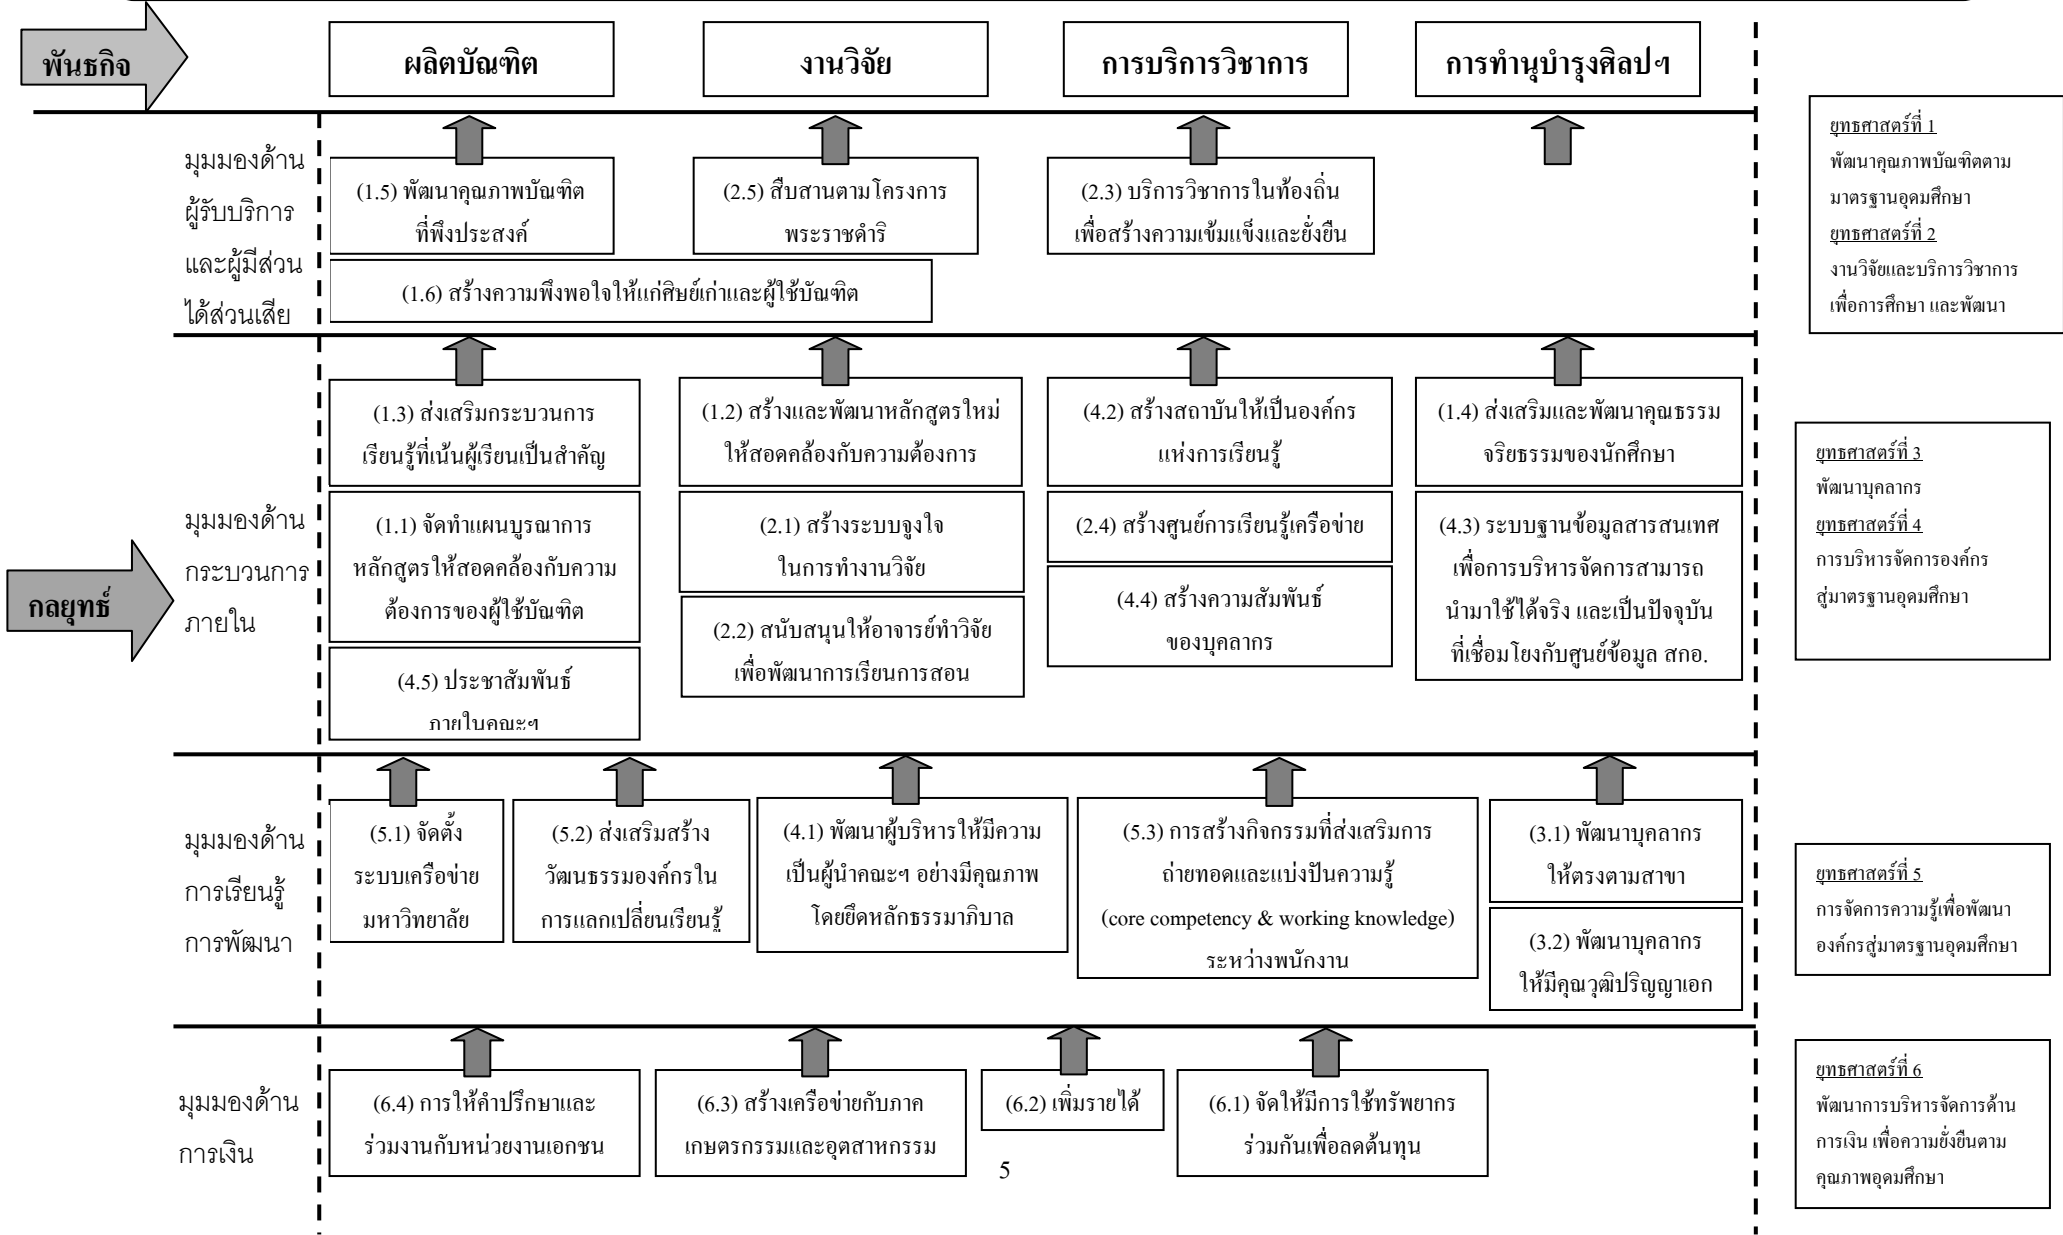 พันธกิจ
ผลิตบัณฑิต
งานวิจัย
การบริการวิชาการ
การทำนุบำรุงศิลปฯ
มุมมองด้าน
ผู้รับบริการ
และผู้มีส่วน
ได้ส่วนเสีย
(1.5) พัฒนาคุณภาพบัณฑิต
ที่พึงประสงค์
(2.5) สืบสานตามโครงการ
พระราชดำริ
(2.3) บริการวิชาการในท้องถิ่น
เพื่อสร้างความเข้มแข็งและยั่งยืน
(1.6) สร้างความพึงพอใจให้แก่ศิษย์เก่าและผู้ใช้บัณฑิต
ยุทธศาสตร์ที่ 1
พัฒนาคุณภาพบัณฑิตตาม
มาตรฐานอุดมศึกษา
ยุทธศาสตร์ที่ 2
งานวิจัยและบริการวิชาการ
เพื่อการศึกษา และพัฒนา
กลยุทธ์
มุมมองด้าน
กระบวนการ
ภายใน
(1.3) ส่งเสริมกระบวนการ
เรียนรู้ที่เน้นผู้เรียนเป็นสำคัญ
(1.1) จัดทำแผนบูรณาการ
หลักสูตรให้สอดคล้องกับความ
ต้องการของผู้ใช้บัณฑิต
(4.5) ประชาสัมพันธ์
ภายในคณะฯ
(1.2) สร้างและพัฒนาหลักสูตรใหม่
ให้สอดคล้องกับความต้องการ
(2.1) สร้างระบบจูงใจ
ในการทำงานวิจัย
(2.2) สนับสนุนให้อาจารย์ทำวิจัย
เพื่อพัฒนาการเรียนการสอน
(4.2) สร้างสถาบันให้เป็นองค์กร
แห่งการเรียนรู้
(2.4) สร้างศูนย์การเรียนรู้เครือข่าย
(4.4) สร้างความสัมพันธ์
ของบุคลากร
(1.4) ส่งเสริมและพัฒนาคุณธรรม
จริยธรรมของนักศึกษา
(4.3) ระบบฐานข้อมูลสารสนเทศ
เพื่อการบริหารจัดการสามารถ
นำมาใช้ได้จริง และเป็นปัจจุบัน
ที่เชื่อมโยงกับศูนย์ข้อมูล สกอ.
ยุทธศาสตร์ที่ 3
พัฒนาบุคลากร
ยุทธศาสตร์ที่ 4
การบริหารจัดการองค์กร
สู่มาตรฐานอุดมศึกษา
มุมมองด้าน
การเรียนรู้
การพัฒนา
(5.1) จัดตั้ง
ระบบเครือข่าย
มหาวิทยาลัย
(5.2) ส่งเสริมสร้าง
วัฒนธรรมองค์กรใน
การแลกเปลี่ยนเรียนรู้
(4.1) พัฒนาผู้บริหารให้มีความ
เป็นผู้นำคณะฯ อย่างมีคุณภาพ
โดยยึดหลักธรรมาภิบาล
(5.3) การสร้างกิจกรรมที่ส่งเสริมการ
ถ่ายทอดและแบ่งปันความรู้
(core competency & working knowledge)
ระหว่างพนักงาน
(3.1) พัฒนาบุคลากร
ให้ตรงตามสาขา
(3.2) พัฒนาบุคลากร
ให้มีคุณวุฒิปริญญาเอก
ยุทธศาสตร์ที่ 5
การจัดการความรู้เพื่อพัฒนา
องค์กรสู่มาตรฐานอุดมศึกษา
มุมมองด้าน
การเงิน
(6.4) การให้คำปรึกษาและ
ร่วมงานกับหน่วยงานเอกชน
(6.3) สร้างเครือข่ายกับภาค
เกษตรกรรมและอุตสาหกรรม
(6.2) เพิ่มรายได้
(6.1) จัดให้มีการใช้ทรัพยากร
ร่วมกันเพื่อลดต้นทุน
ยุทธศาสตร์ที่ 6
พัฒนาการบริหารจัดการด้าน
การเงิน เพื่อความยั่งยืนตาม
คุณภาพอุดมศึกษา
5